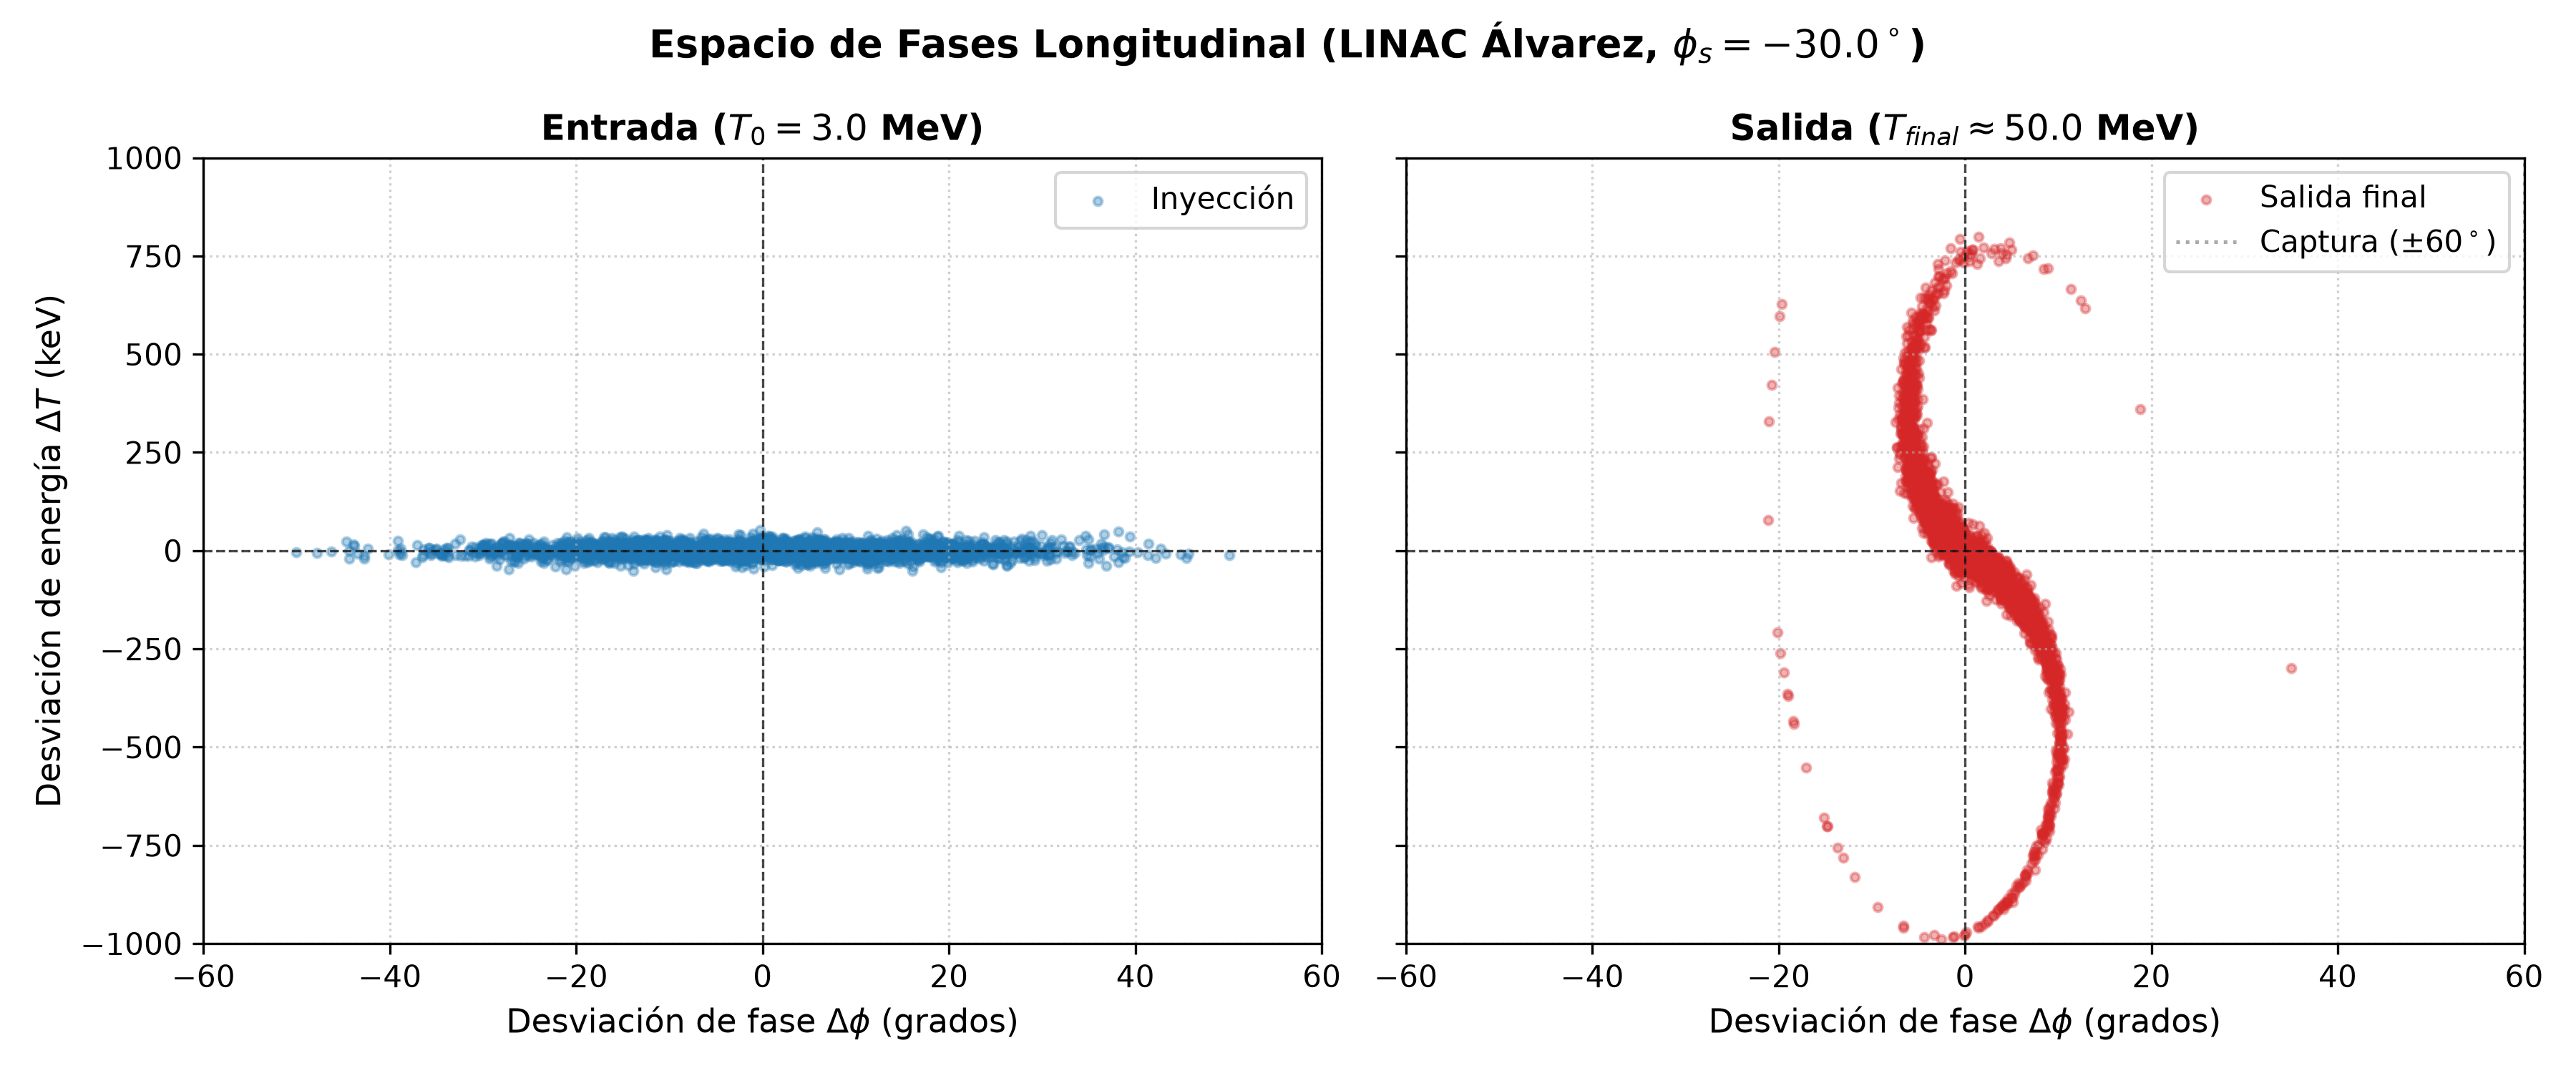 Espacio de Fases Longitudinal (LINAC Álvarez, ϕₛ = −30.0°)
Entrada (T₀ = 3.0 MeV)
Salida (T_final ≈ 50.0 MeV)
Inyección
Salida final
Captura (±60°)
Desviación de energía ΔT (keV)
1000
750
500
250
0
−250
−500
−750
−1000
−60 −40 −20 0 20 40 60
−60 −40 −20 0 20 40 60
Desviación de fase Δϕ (grados)
Desviación de fase Δϕ (grados)